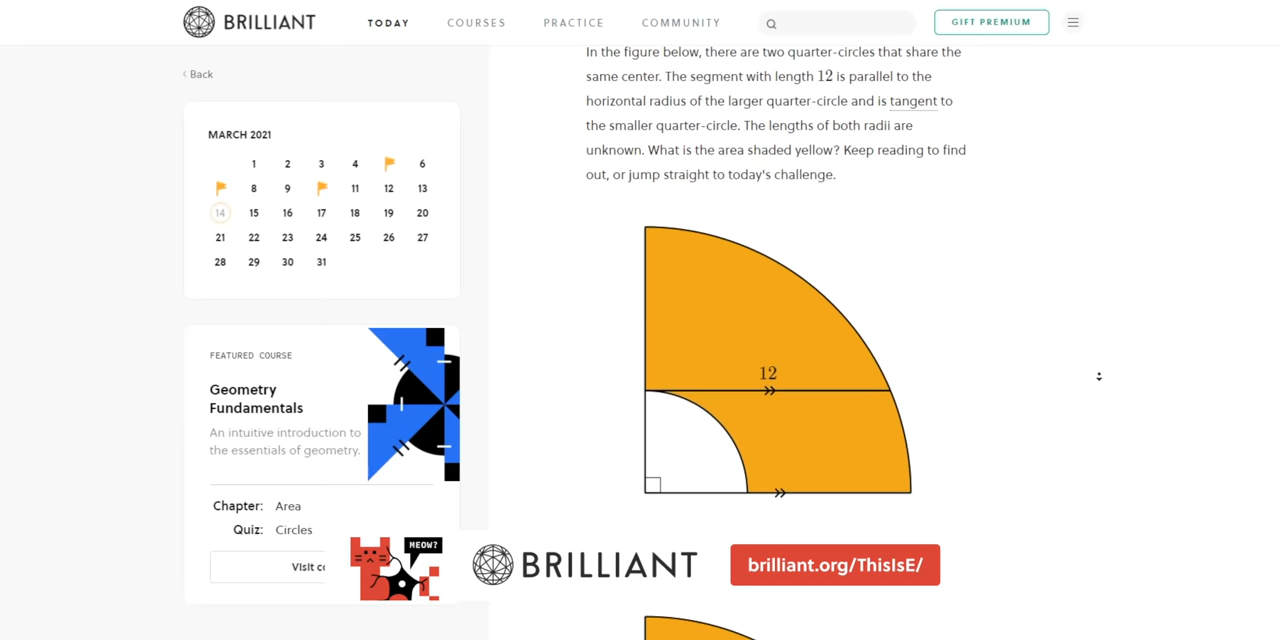 BRILLIANT
TODAY
COURSES
PRACTICE
COMMUNITY
GIFT PREMIUM
‹ Back
MARCH 2021
1 2 3 4 6
8 9 11 12 13
14 15 16 17 18 19 20
21 22 23 24 25 26 27
28 29 30 31
FEATURED COURSE
Geometry
Fundamentals
An intuitive introduction to
the essentials of geometry.
Chapter: Area
Quiz: Circles
Visit co
MEOW?
In the figure below, there are two quarter-circles that share the
same center. The segment with length 12 is parallel to the
horizontal radius of the larger quarter-circle and is tangent to
the smaller quarter-circle. The lengths of both radii are
unknown. What is the area shaded yellow? Keep reading to find
out, or jump straight to today's challenge.
12
BRILLIANT
brilliant.org/ThisIsE/